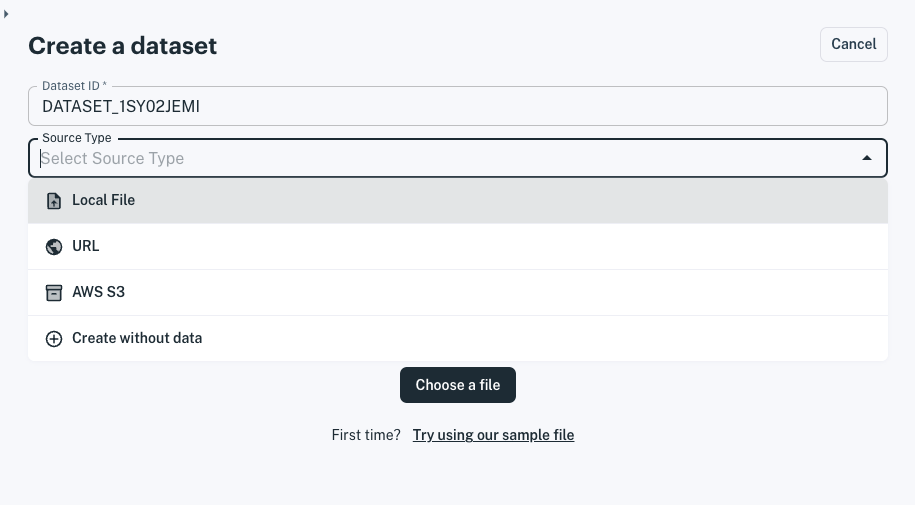 Create a dataset
Cancel
Dataset ID *
DATASET_1SY02JEMI
Source Type
Select Source Type
Local File
URL
AWS S3
Create without data
Choose a file
First time? Try using our sample file